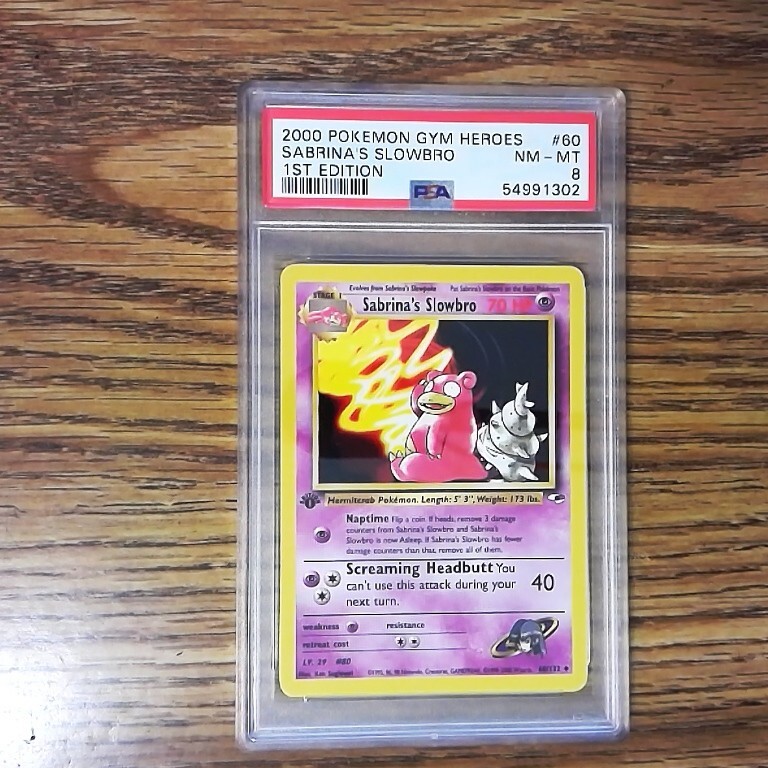 2000 POKEMON GYM HEROES #60
SABRINA'S SLOWBRO NM - MT
1ST EDITION 8
PSA 54991302
Evolves from Sabrina's Slowpoke Put Sabrina's Slowbro on the Basic Pokémon
STAGE 1
Sabrina's Slowbro 70 HP
Hermitcrab Pokémon. Length: 5' 3", Weight: 173 lbs.
Naptime Flip a coin. If heads, remove 3 damage
counters from Sabrina's Slowbro and Sabrina's
Slowbro is now Asleep. If Sabrina's Slowbro has fewer
damage counters than that, remove all of them.
Screaming Headbutt You
can't use this attack during your 40
next turn.
weakness resistance
retreat cost
LV. 29 #80
60/132